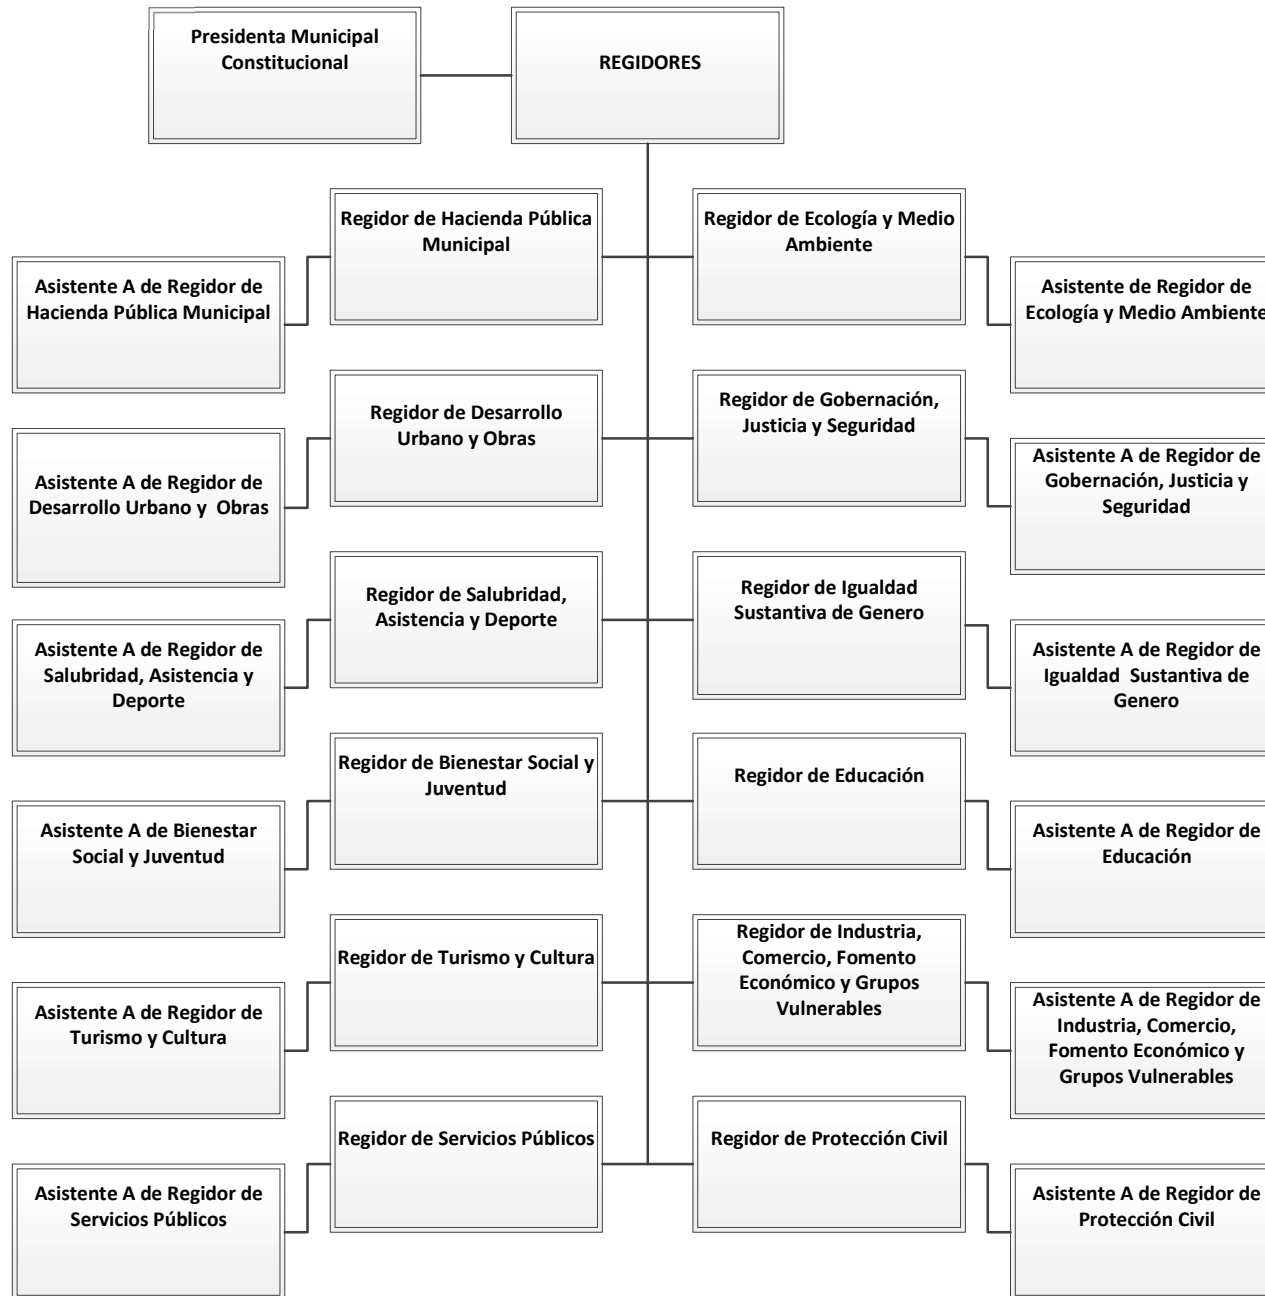 Presidenta Municipal
Constitucional
REGIDORES
Regidor de Hacienda Pública
Municipal
Regidor de Ecología y Medio
Ambiente
Asistente A de Regidor de
Hacienda Pública Municipal
Asistente de Regidor de
Ecología y Medio Ambiente
Regidor de Desarrollo
Urbano y Obras
Regidor de Gobernación,
Justicia y Seguridad
Asistente A de Regidor de
Desarrollo Urbano y  Obras
Asistente A de Regidor de
Gobernación, Justicia y
Seguridad
Regidor de Salubridad,
Asistencia y Deporte
Regidor de Igualdad
Sustantiva de Genero
Asistente A de Regidor de
Salubridad, Asistencia y
Deporte
Asistente A de Regidor de
Igualdad  Sustantiva de
Genero
Regidor de Bienestar Social y
Juventud
Regidor de Educación
Asistente A de Bienestar
Social y Juventud
Asistente A de Regidor de
Educación
Regidor de Turismo y Cultura
Regidor de Industria,
Comercio, Fomento
Económico y Grupos
Vulnerables
Asistente A de Regidor de
Turismo y Cultura
Asistente A de Regidor de
Industria, Comercio,
Fomento Económico y
Grupos Vulnerables
Regidor de Servicios Públicos
Regidor de Protección Civil
Asistente A de Regidor de
Servicios Públicos
Asistente A de Regidor de
Protección Civil